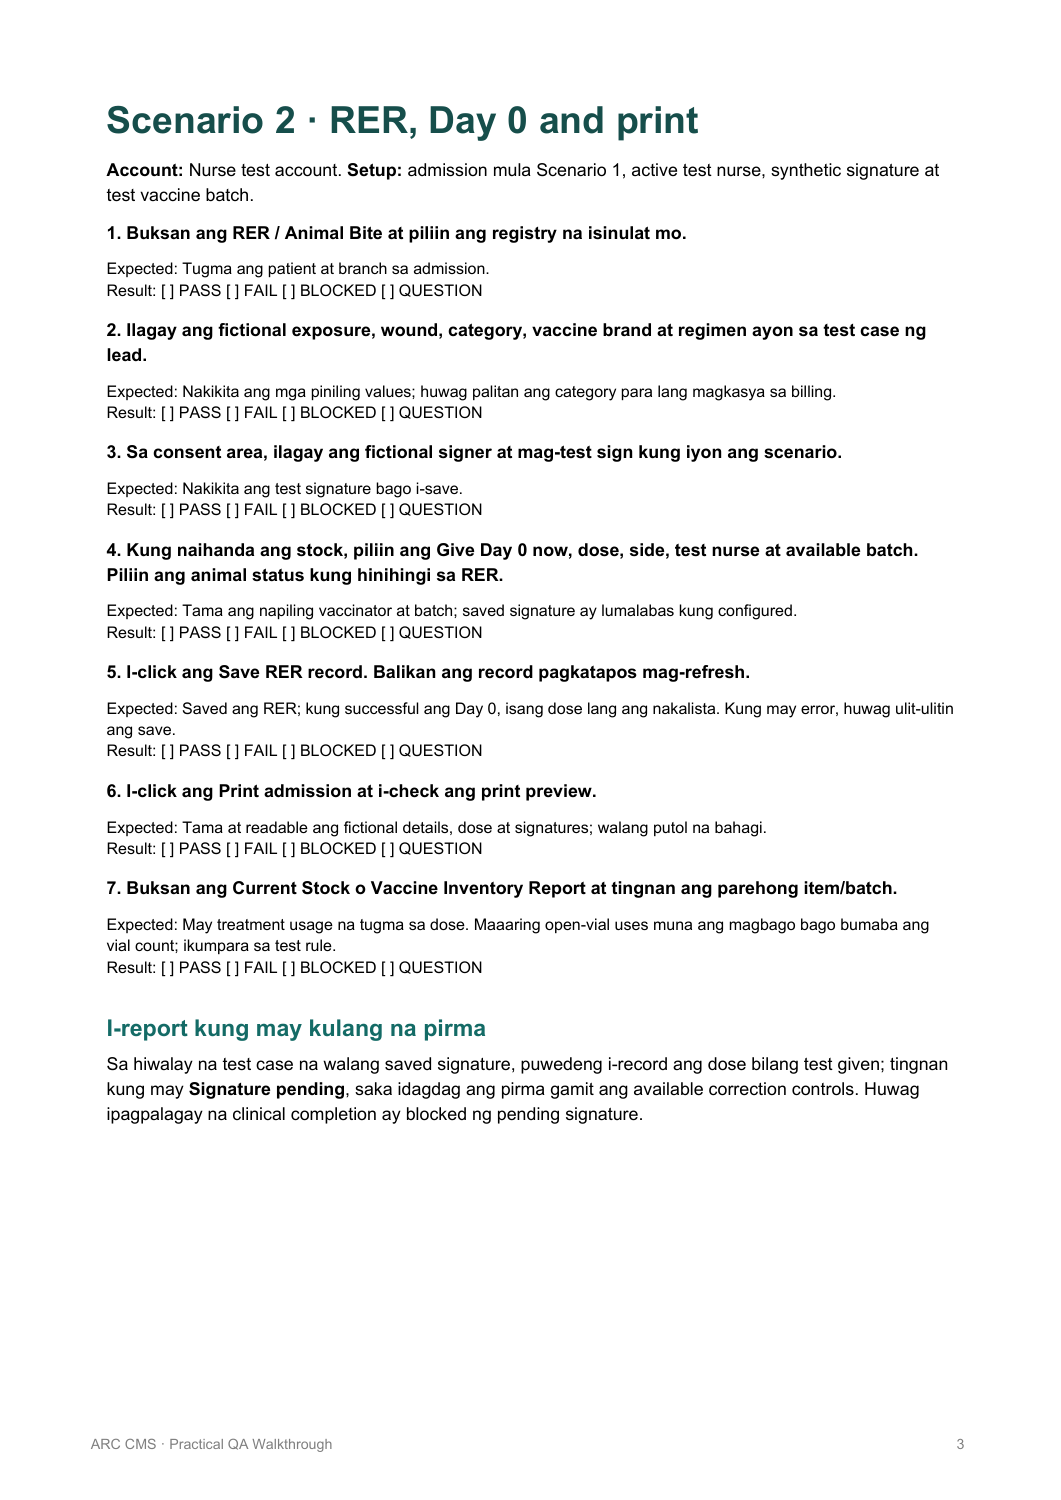 Scenario 2 · RER, Day 0 and print
Account: Nurse test account. Setup: admission mula Scenario 1, active test nurse, synthetic signature at
test vaccine batch.
1. Buksan ang RER / Animal Bite at piliin ang registry na isinulat mo.
Expected: Tugma ang patient at branch sa admission.
Result: [ ] PASS [ ] FAIL [ ] BLOCKED [ ] QUESTION
2. Ilagay ang fictional exposure, wound, category, vaccine brand at regimen ayon sa test case ng
lead.
Expected: Nakikita ang mga piniling values; huwag palitan ang category para lang magkasya sa billing.
Result: [ ] PASS [ ] FAIL [ ] BLOCKED [ ] QUESTION
3. Sa consent area, ilagay ang fictional signer at mag-test sign kung iyon ang scenario.
Expected: Nakikita ang test signature bago i-save.
Result: [ ] PASS [ ] FAIL [ ] BLOCKED [ ] QUESTION
4. Kung naihanda ang stock, piliin ang Give Day 0 now, dose, side, test nurse at available batch.
Piliin ang animal status kung hinihingi sa RER.
Expected: Tama ang napiling vaccinator at batch; saved signature ay lumalabas kung configured.
Result: [ ] PASS [ ] FAIL [ ] BLOCKED [ ] QUESTION
5. I-click ang Save RER record. Balikan ang record pagkatapos mag-refresh.
Expected: Saved ang RER; kung successful ang Day 0, isang dose lang ang nakalista. Kung may error, huwag ulit-ulitin
ang save.
Result: [ ] PASS [ ] FAIL [ ] BLOCKED [ ] QUESTION
6. I-click ang Print admission at i-check ang print preview.
Expected: Tama at readable ang fictional details, dose at signatures; walang putol na bahagi.
Result: [ ] PASS [ ] FAIL [ ] BLOCKED [ ] QUESTION
7. Buksan ang Current Stock o Vaccine Inventory Report at tingnan ang parehong item/batch.
Expected: May treatment usage na tugma sa dose. Maaaring open-vial uses muna ang magbago bago bumaba ang
vial count; ikumpara sa test rule.
Result: [ ] PASS [ ] FAIL [ ] BLOCKED [ ] QUESTION
I-report kung may kulang na pirma
Sa hiwalay na test case na walang saved signature, puwedeng i-record ang dose bilang test given; tingnan
kung may Signature pending, saka idagdag ang pirma gamit ang available correction controls. Huwag
ipagpalagay na clinical completion ay blocked ng pending signature.
ARC CMS · Practical QA Walkthrough
3